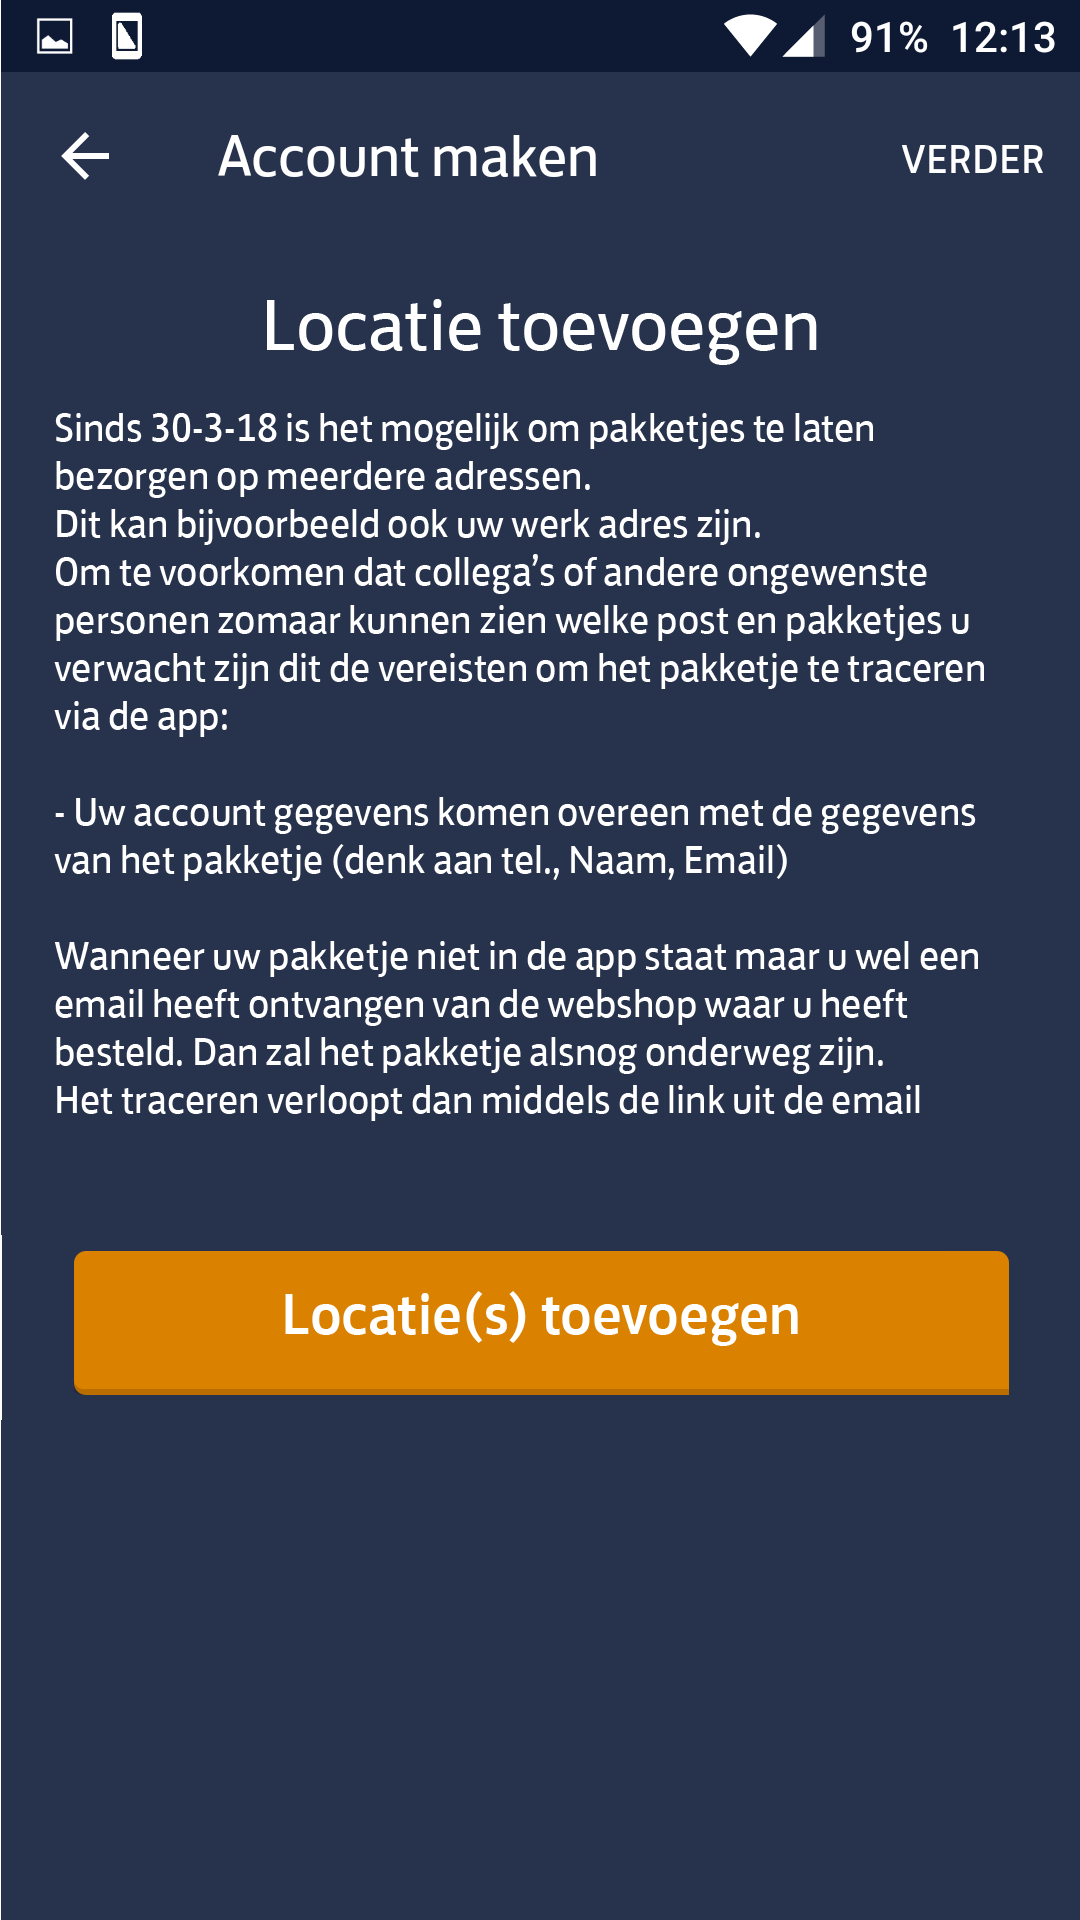 91% 12:13
Account maken
VERDER
Locatie toevoegen
Sinds 30-3-18 is het mogelijk om pakketjes te laten
bezorgen op meerdere adressen.
Dit kan bijvoorbeeld ook uw werk adres zijn.
Om te voorkomen dat collega’s of andere ongewenste
personen zomaar kunnen zien welke post en pakketjes u
verwacht zijn dit de vereisten om het pakketje te traceren
via de app:
- Uw account gegevens komen overeen met de gegevens
van het pakketje (denk aan tel., Naam, Email)
Wanneer uw pakketje niet in de app staat maar u wel een
email heeft ontvangen van de webshop waar u heeft
besteld. Dan zal het pakketje alsnog onderweg zijn.
Het traceren verloopt dan middels de link uit de email
Locatie(s) toevoegen